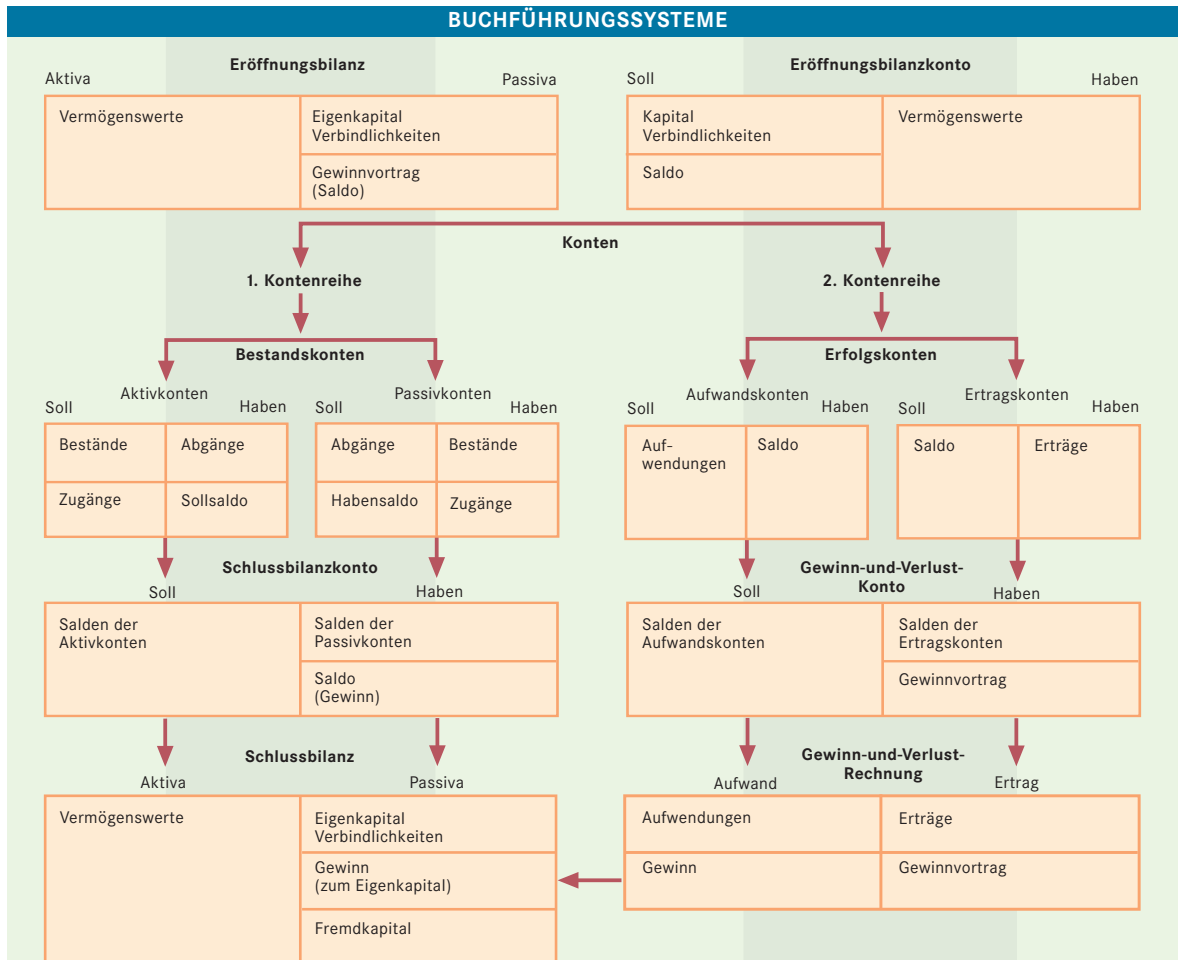 BUCHFÜHRUNGSSYSTEME
Eröffnungsbilanz
Aktiva
Passiva
Vermögenswerte
Eigenkapital
Verbindlichkeiten
Gewinnvortrag
(Saldo)
Eröffnungsbilanzkonto
Soll
Haben
Kapital
Verbindlichkeiten
Vermögenswerte
Saldo
Konten
1. Kontenreihe
2. Kontenreihe
Bestandskonten
Aktivkonten
Soll
Haben
Bestände
Abgänge
Zugänge
Sollsaldo
Passivkonten
Soll
Haben
Abgänge
Bestände
Habensaldo
Zugänge
Erfolgskonten
Aufwandskonten
Soll
Haben
Auf-
wendungen
Saldo
Ertragskonten
Soll
Haben
Saldo
Erträge
Schlussbilanzkonto
Soll
Haben
Salden der
Aktivkonten
Salden der
Passivkonten
Saldo
(Gewinn)
Gewinn-und-Verlust-
Konto
Soll
Haben
Salden der
Aufwandskonten
Salden der
Ertragskonten
Gewinnvortrag
Schlussbilanz
Aktiva
Passiva
Vermögenswerte
Eigenkapital
Verbindlichkeiten
Gewinn
(zum Eigenkapital)
Fremdkapital
Gewinn-und-Verlust-
Rechnung
Aufwand
Ertrag
Aufwendungen
Erträge
Gewinn
Gewinnvortrag